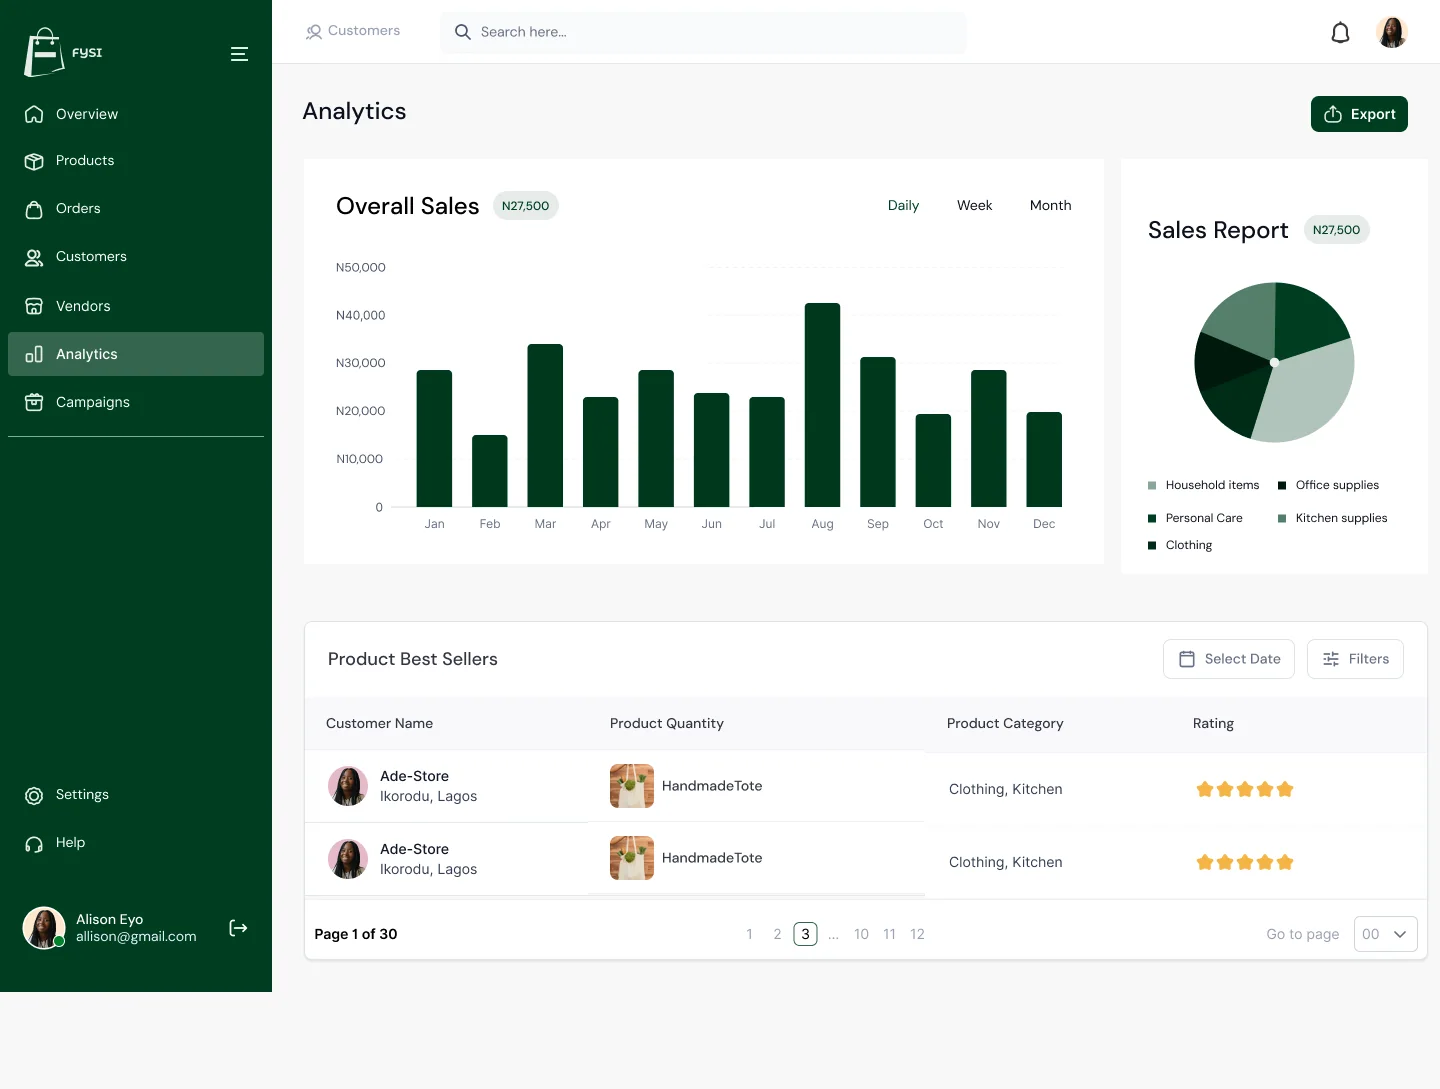 FYSI
Overview
Products
Orders
Customers
Vendors
Analytics
Campaigns
Settings
Help
Alison Eyo
allison@gmail.com
Customers
Search here...
Analytics
Export
Overall Sales
N27,500
Daily
Week
Month
N50,000
N40,000
N30,000
N20,000
N10,000
0
Jan Feb Mar Apr May Jun Jul Aug Sep Oct Nov Dec
Sales Report
N27,500
Household items
Office supplies
Personal Care
Kitchen supplies
Clothing
Product Best Sellers
Select Date
Filters
Customer Name Product Quantity Product Category Rating
Ade-Store
Ikorodu, Lagos
HandmadeTote
Clothing, Kitchen
Ade-Store
Ikorodu, Lagos
HandmadeTote
Clothing, Kitchen
Page 1 of 30
1 2 3 ... 10 11 12
Go to page
00